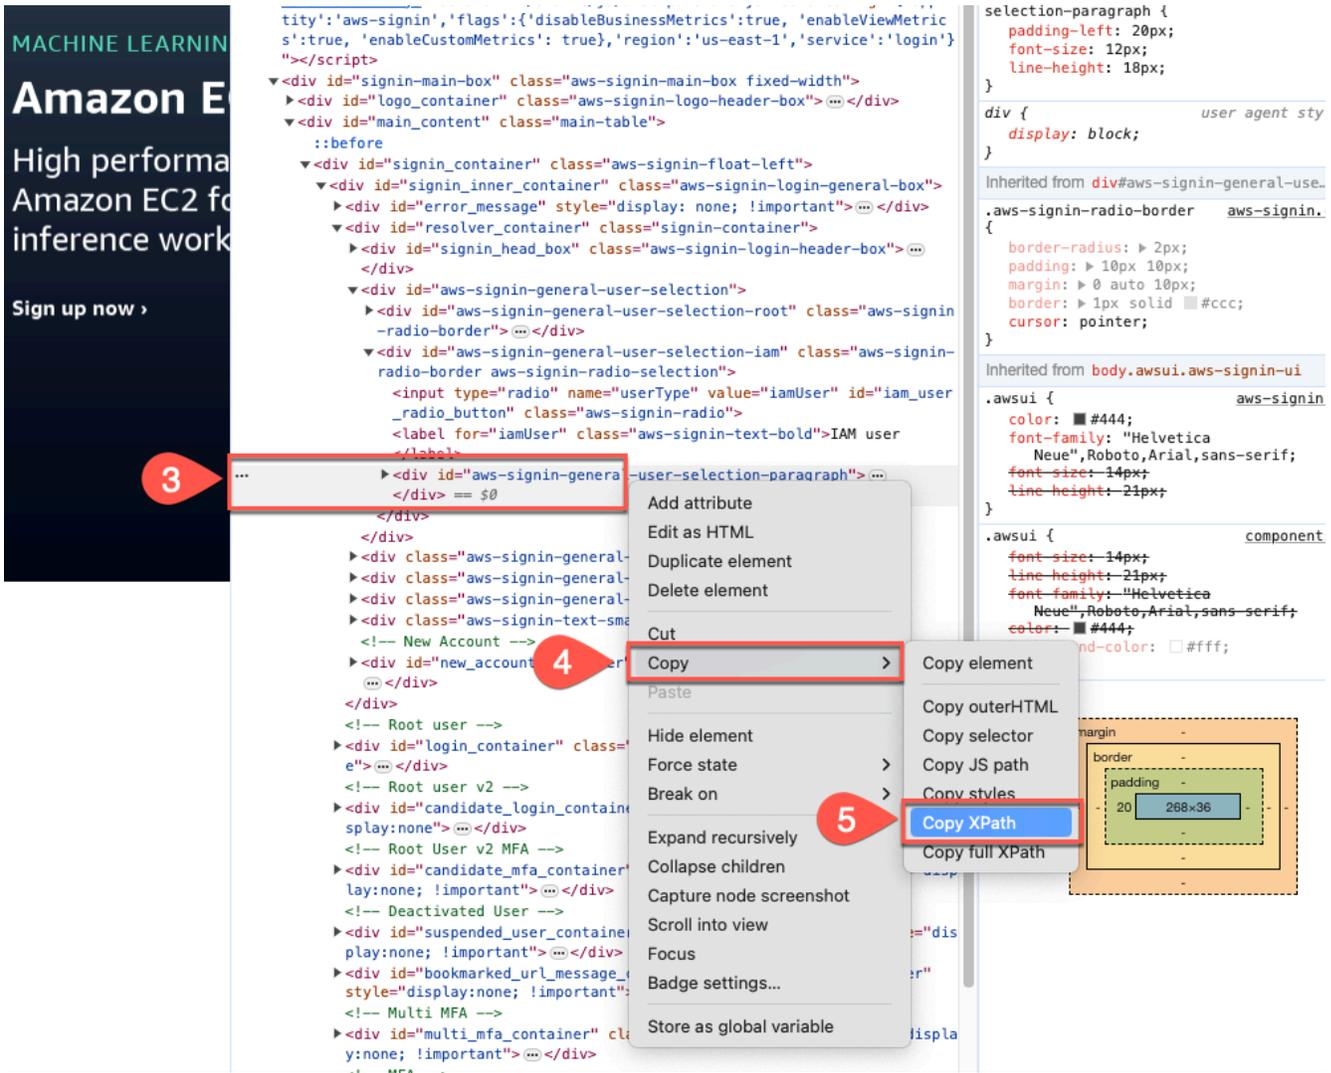 MACHINE LEARNIN
Amazon E
High performa
Amazon EC2 fo
inference work
Sign up now ›
tity':'aws-signin','flags':{'disableBusinessMetrics':true, 'enableViewMetric
s':true, 'enableCustomMetrics': true},'region':'us-east-1','service':'login'}
"></script>
▼<div id="signin-main-box" class="aws-signin-main-box fixed-width">
▶<div id="logo_container" class="aws-signin-logo-header-box">…</div>
▼<div id="main_content" class="main-table">
::before
▼<div id="signin_container" class="aws-signin-float-left">
▼<div id="signin_inner_container" class="aws-signin-login-general-box">
▶<div id="error_message" style="display: none; !important">…</div>
▼<div id="resolver_container" class="signin-container">
▶<div id="signin_head_box" class="aws-signin-login-header-box">…
</div>
▼<div id="aws-signin-general-user-selection">
▶<div id="aws-signin-general-user-selection-root" class="aws-signin
-radio-border">…</div>
▼<div id="aws-signin-general-user-selection-iam" class="aws-signin-
radio-border aws-signin-radio-selection">
<input type="radio" name="userType" value="iamUser" id="iam_user
_radio_button" class="aws-signin-radio">
<label for="iamUser" class="aws-signin-text-bold">IAM user
</label>
3
…
▶<div id="aws-signin-general-user-selection-paragraph">…
</div> == $0
</div>
</div>
▶<div class="aws-signin-general-
▶<div class="aws-signin-general-
▶<div class="aws-signin-general-
▶<div class="aws-signin-text-sma
<!-- New Account -->
▶<div id="new_account
…</div>
</div>
<!-- Root user -->
▶<div id="login_container" class="
e">…</div>
<!-- Root user v2 -->
▶<div id="candidate_login_containe
splay:none">…</div>
<!-- Root User v2 MFA -->
▶<div id="candidate_mfa_container"
disp
lay:none; !important">…</div>
<!-- Deactivated User -->
▶<div id="suspended_user_container
="dis
play:none; !important">…</div>
▶<div id="bookmarked_url_message_
er"
style="display:none; !important">
<!-- Multi MFA -->
▶<div id="multi_mfa_container" cla
displa
y:none; !important">…</div>
Add attribute
Edit as HTML
Duplicate element
Delete element
Cut
4
Copy
Paste
Hide element
Force state
Break on
Expand recursively
Collapse children
Capture node screenshot
Scroll into view
Focus
Badge settings...
Store as global variable
Copy element
Copy outerHTML
Copy selector
Copy JS path
Copy styles
5
Copy XPath
Copy full XPath
selection-paragraph {
padding-left: 20px;
font-size: 12px;
line-height: 18px;
}
div { user agent sty
display: block;
}
Inherited from div#aws-signin-general-use…
.aws-signin-radio-border aws-signin.
{
border-radius: ▶ 2px;
padding: ▶ 10px 10px;
margin: ▶ 0 auto 10px;
border: ▶ 1px solid #ccc;
cursor: pointer;
}
Inherited from body.awsui.aws-signin-ui
.awsui { aws-signin
color: #444;
font-family: "Helvetica
Neue",Roboto,Arial,sans-serif;
font-size: 14px;
line-height: 21px;
}
.awsui { component
font-size: 14px;
line-height: 21px;
font-family: "Helvetica
Neue",Roboto,Arial,sans-serif;
color: #444;
nd-color: #fff;
margin -
border -
padding -
- 20 268×36 - - -
-
-
-